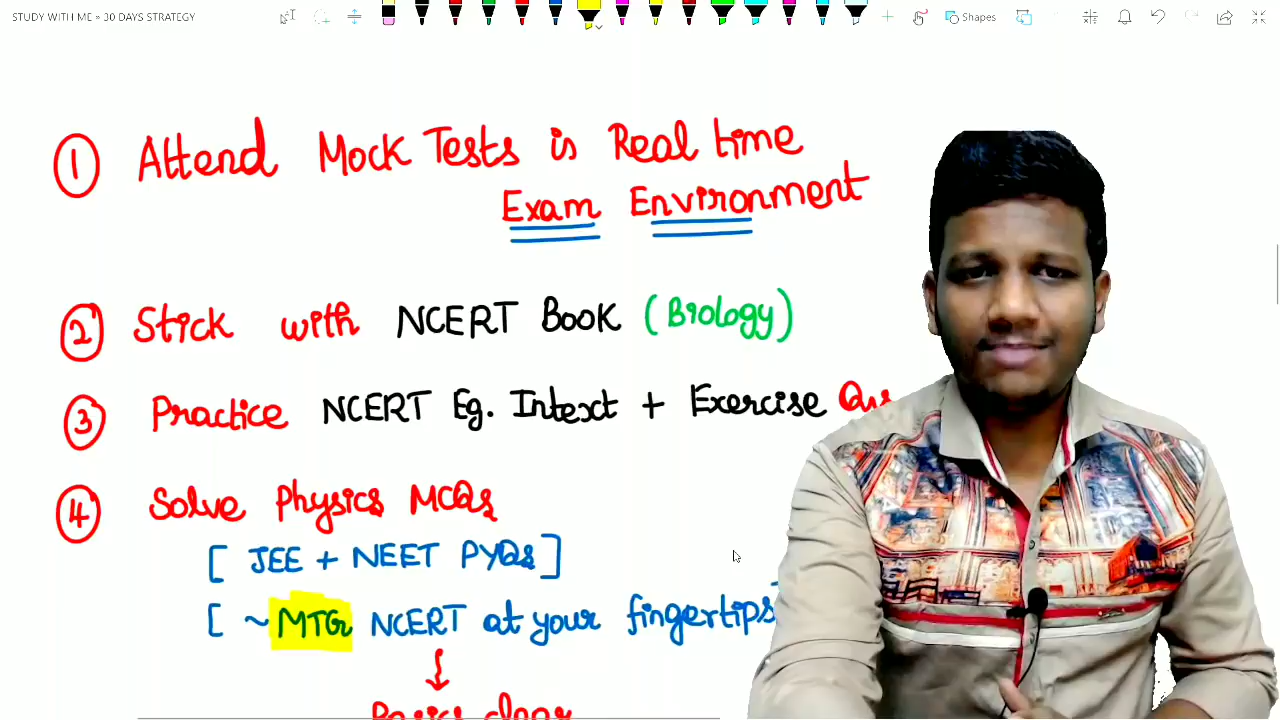 STUDY WITH ME » 30 DAYS STRATEGY
Shapes
① Attend Mock Tests is Real time
Exam Environment
② Stick with NCERT Book (Biology)
③ Practice NCERT Eg. Intext + Exercise
④ Solve Physics MCQs
[ JEE + NEET PYQs ]
[ ~ MTG NCERT at your fingertips